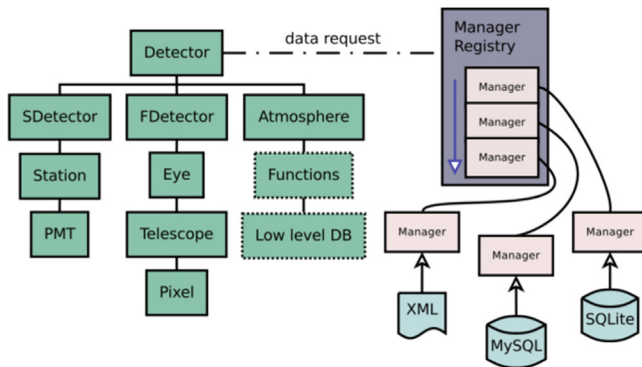 Detector
data request
Manager
Registry
Manager
Manager
Manager
SDetector
FDetector
Atmosphere
Station
Eye
Functions
PMT
Telescope
Low level DB
Pixel
Manager
Manager
Manager
XML
MySQL
SQLite